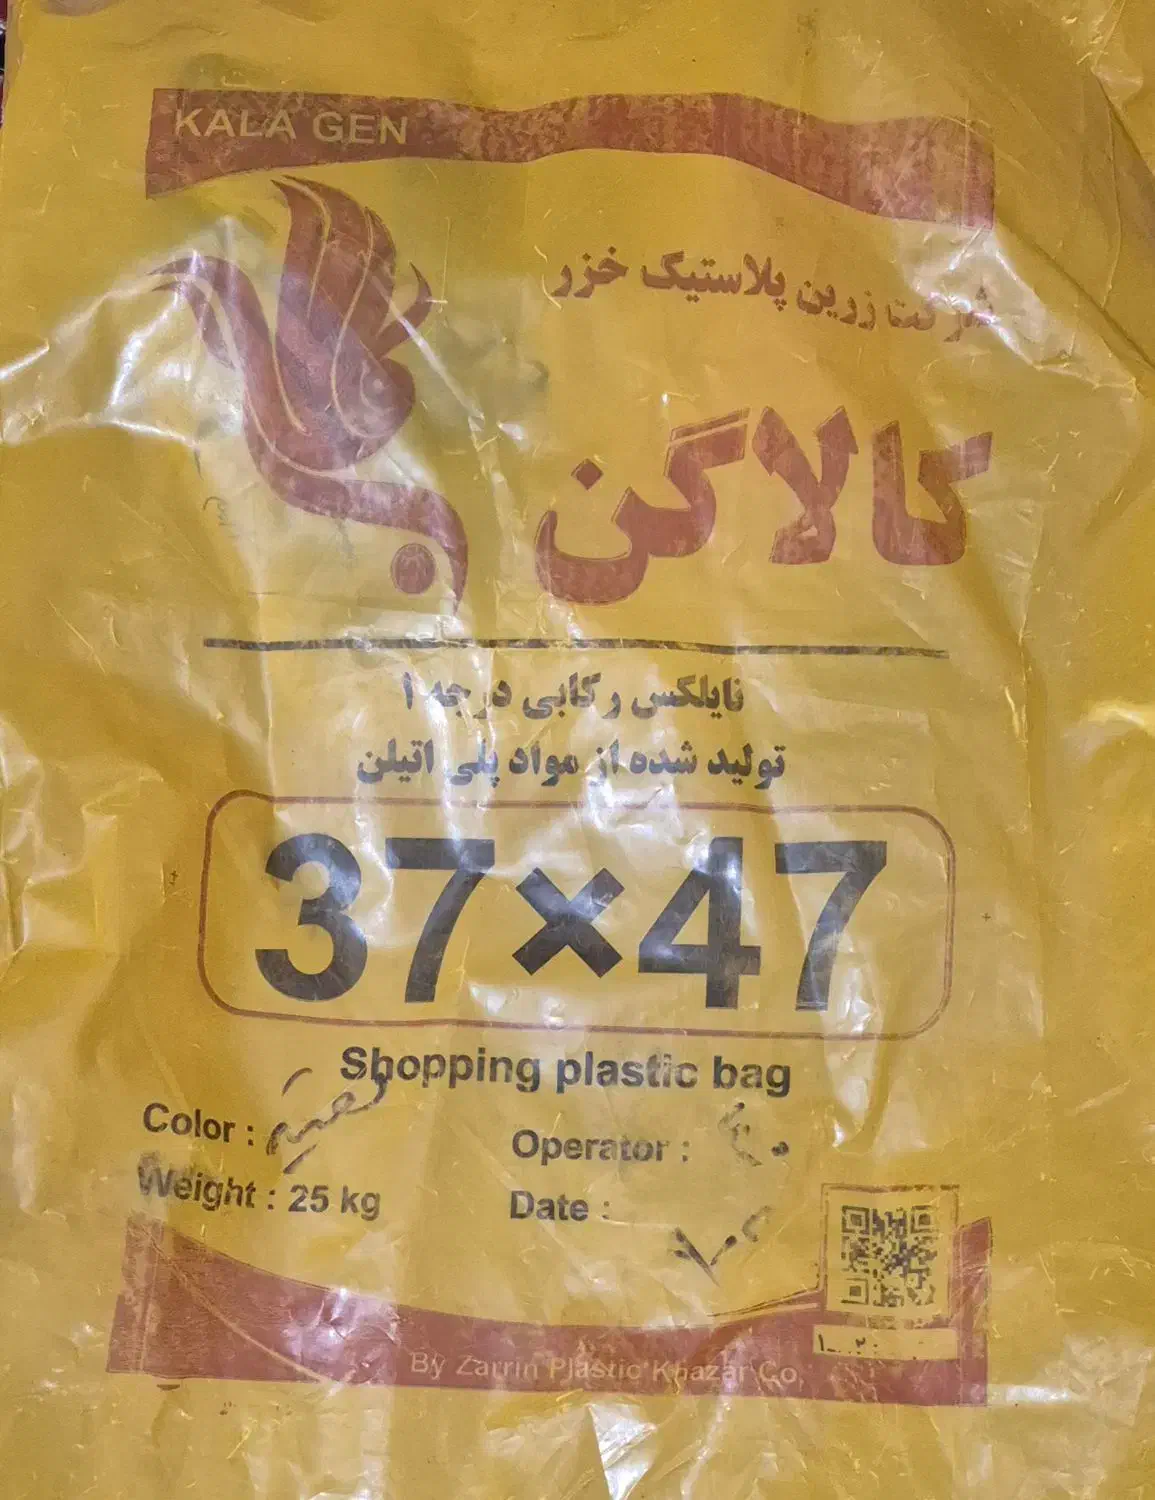 KALA GEN
شرکت زرین پلاستیک خزر
کالاگن
نایلکس رکابی درجه ۱
تولید شده از مواد پلی اتیلن
37×47
Shopping plastic bag
Color :
Operator :
Weight : 25 kg
Date :
By Zarrin Plastic Khazar Co.